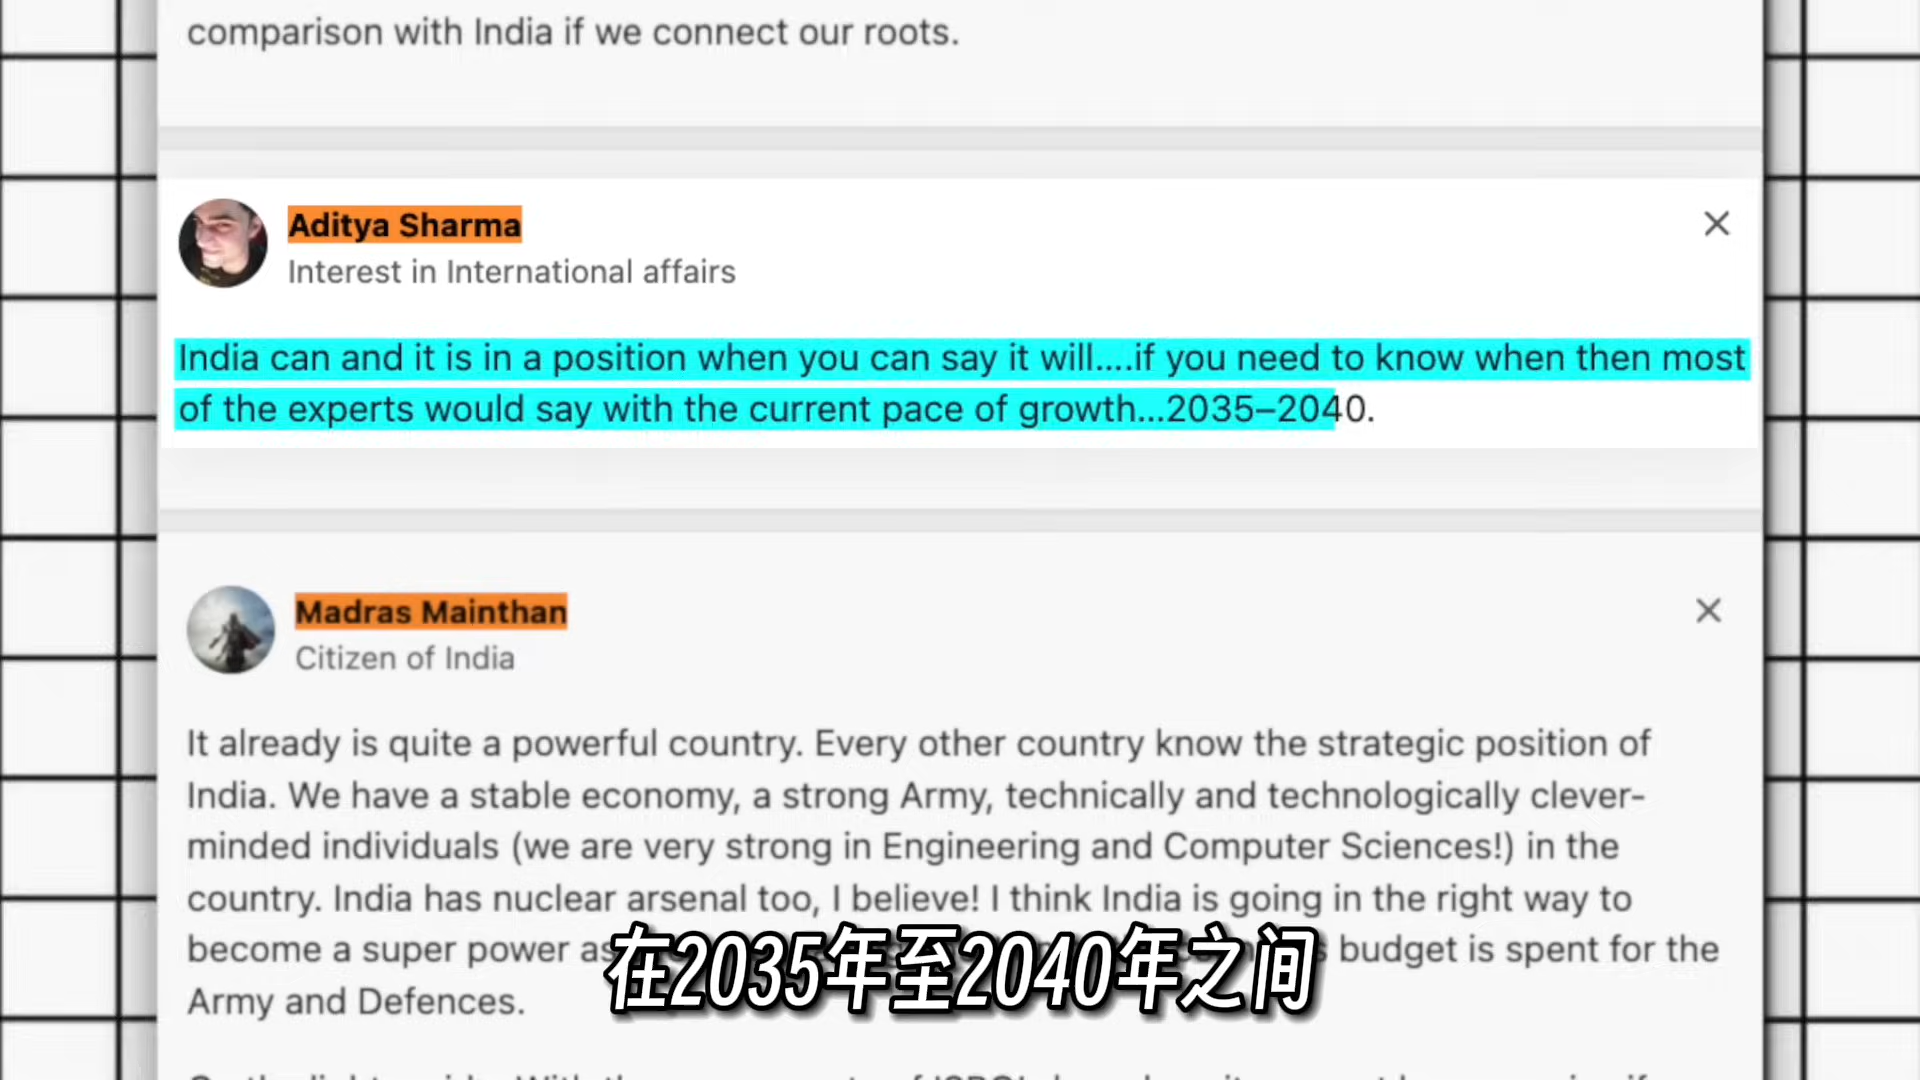 comparison with India if we connect our roots.
Aditya Sharma
Interest in International affairs
India can and it is in a position when you can say it will....if you need to know when then most
of the experts would say with the current pace of growth...2035–2040.
Madras Mainthan
Citizen of India
It already is quite a powerful country. Every other country know the strategic position of
India. We have a stable economy, a strong Army, technically and technologically clever-
minded individuals (we are very strong in Engineering and Computer Sciences!) in the
country. India has nuclear arsenal too, I believe! I think India is going in the right way to
become a super power as budget is spent for the
Army and Defences.
在2035年至2040年之间